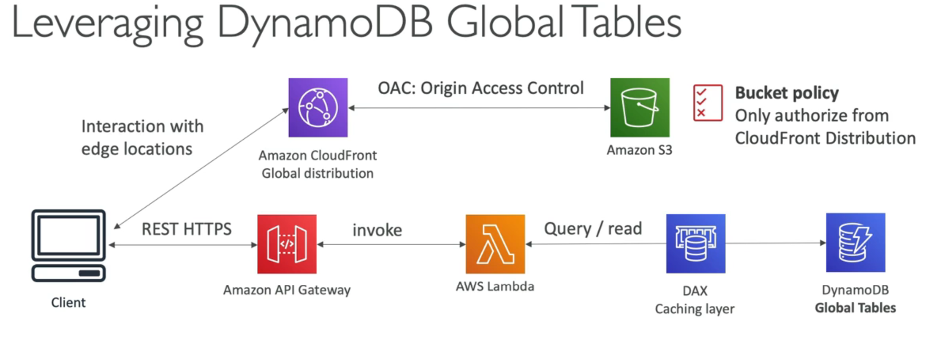 Leveraging DynamoDB Global Tables
OAC: Origin Access Control
Bucket policy
Only authorize from
CloudFront Distribution
Interaction with
edge locations
Amazon CloudFront
Global distribution
Amazon S3
REST HTTPS
invoke
Query / read
Client
Amazon API Gateway
AWS Lambda
DAX
Caching layer
DynamoDB
Global Tables